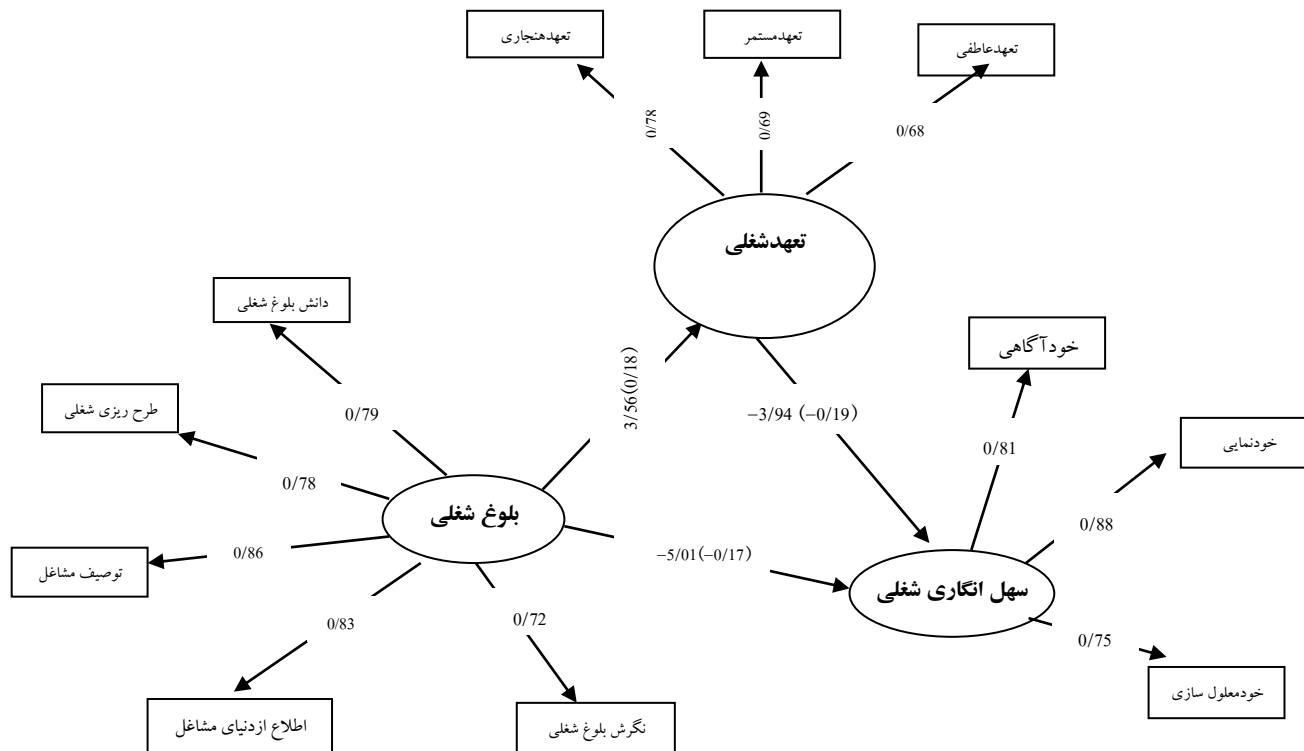 تعهدهنجاری
تعهدمستمر
تعهدعاطفی
0/78
0/69
0/68
تعهدشغلی
دانش بلوغ شغلی
خودآگاهی
طرح ریزی شغلی
0/79
3/56(0/18)
−3/94 (−0/19)
0/81
خودنمایی
0/78
بلوغ شغلی
0/88
توصیف مشاغل
0/86
−5/01(−0/17)
سهل انگاری شغلی
0/83
0/72
0/75
اطلاع ازدنیای مشاغل
نگرش بلوغ شغلی
خودمعلول سازی